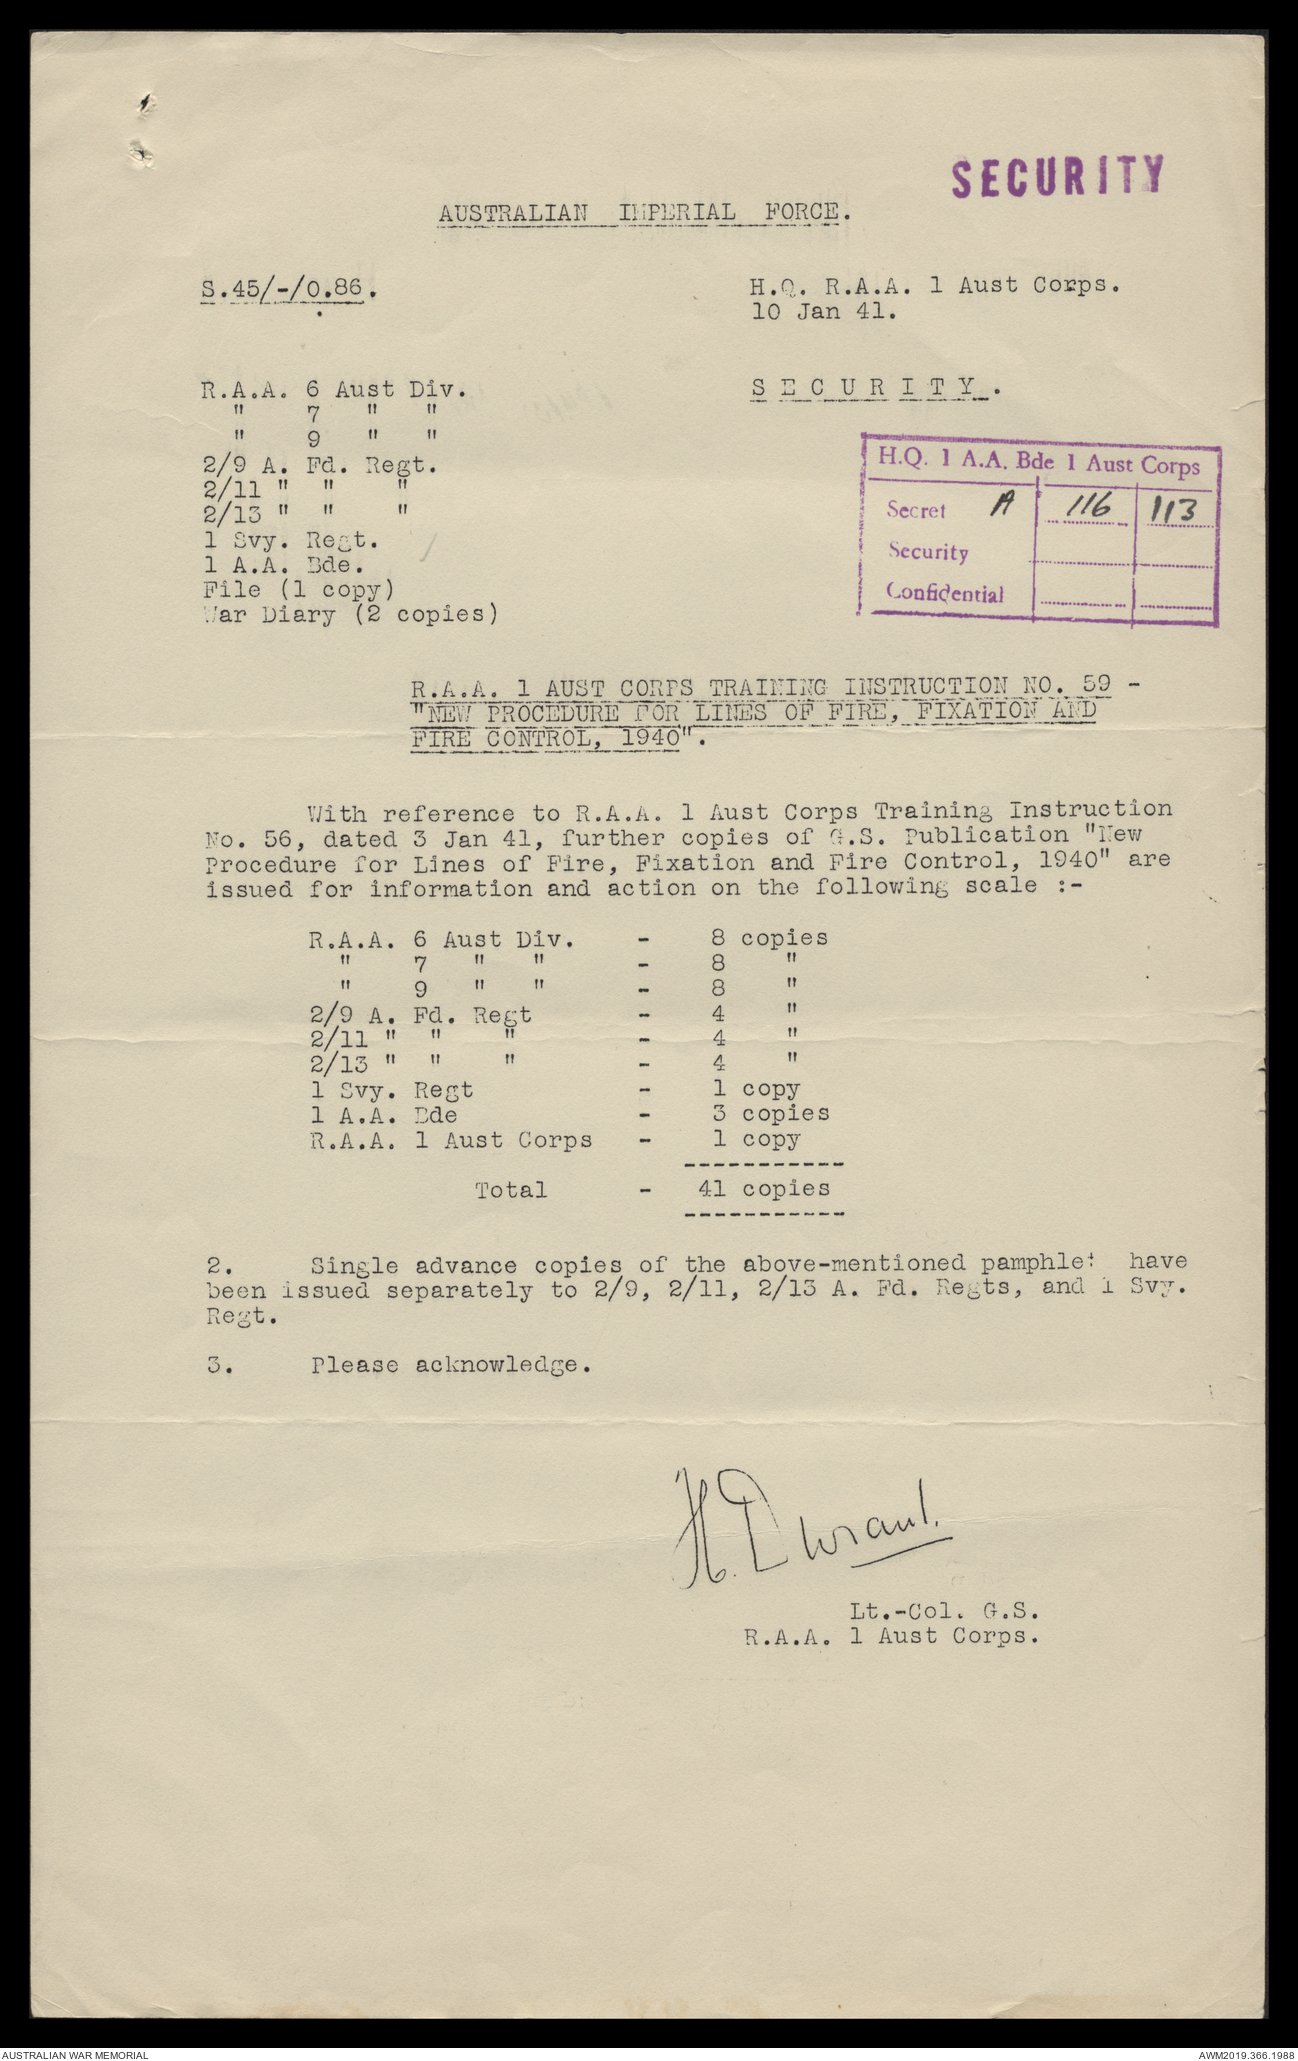 SECURITY
AUSTRALIAN IMPERIAL FORCE.
S.45/-/0.86.
H.Q. R.A.A. 1 Aust Corps.
10 Jan 41.
R.A.A. 6 Aust Div.
" 7 " "
" 9 " "
2/9 A. Fd. Regt.
2/11 " " "
2/13 " " "
1 Svy. Regt.
1 A.A. Bde.
File (1 copy)
War Diary (2 copies)
S E C U R I T Y .
H.Q. 1 A.A. Bde 1 Aust Corps
Secret A 116 113
Security
Confidential
R.A.A. 1 AUST CORPS TRAINING INSTRUCTION NO. 59 -
"NEW PROCEDURE FOR LINES OF FIRE, FIXATION AND
FIRE CONTROL, 1940".
With reference to R.A.A. 1 Aust Corps Training Instruction
No. 56, dated 3 Jan 41, further copies of G.S. Publication "New
Procedure for Lines of Fire, Fixation and Fire Control, 1940" are
issued for information and action on the following scale :-
R.A.A. 6 Aust Div. - 8 copies
" 7 " " - 8 "
" 9 " " - 8 "
2/9 A. Fd. Regt - 4 "
2/11 " " " - 4 "
2/13 " " " - 4 "
1 Svy. Regt - 1 copy
1 A.A. Bde - 3 copies
R.A.A. 1 Aust Corps - 1 copy
-----------
Total - 41 copies
-----------
2. Single advance copies of the above-mentioned pamphlet have
been issued separately to 2/9, 2/11, 2/13 A. Fd. Regts, and 1 Svy.
Regt.
3. Please acknowledge.
H. Durant.
Lt.-Col. G.S.
R.A.A. 1 Aust Corps.
AUSTRALIAN WAR MEMORIAL
AWM2019.366.1988